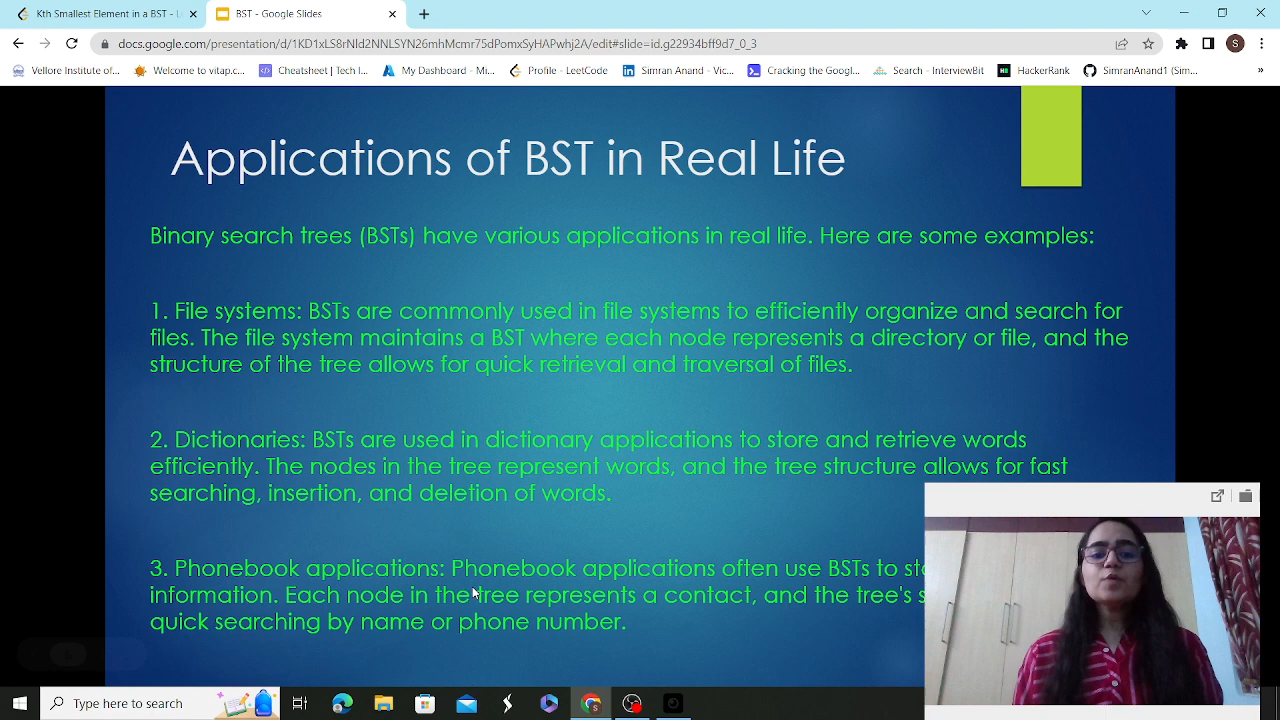 Kth Smallest Element in a BST - L
BST - Google Slides
docs.google.com/presentation/d/1KD1xLS8rNld2NNLSYN26mhMcmr75dPomxSyHAPwhj2A/edit#slide=id.g22934bff9d7_0_3
S
Vellore Institute of...
Welcome to vitap.c...
Cheatsheet | Tech I...
My Dashboard - Mi...
Profile - LeetCode
Simran Anand - Vic...
Cracking the Googl...
Search - InterviewBit
HackerRank
SimranAnand1 (Sim...
Applications of BST in Real Life
Binary search trees (BSTs) have various applications in real life. Here are some examples:
1. File systems: BSTs are commonly used in file systems to efficiently organize and search for
files. The file system maintains a BST where each node represents a directory or file, and the
structure of the tree allows for quick retrieval and traversal of files.
2. Dictionaries: BSTs are used in dictionary applications to store and retrieve words
efficiently. The nodes in the tree represent words, and the tree structure allows for fast
searching, insertion, and deletion of words.
3. Phonebook applications: Phonebook applications often use BSTs to
information. Each node in the tree represents a contact, and the tree's
quick searching by name or phone number.
Type here to search